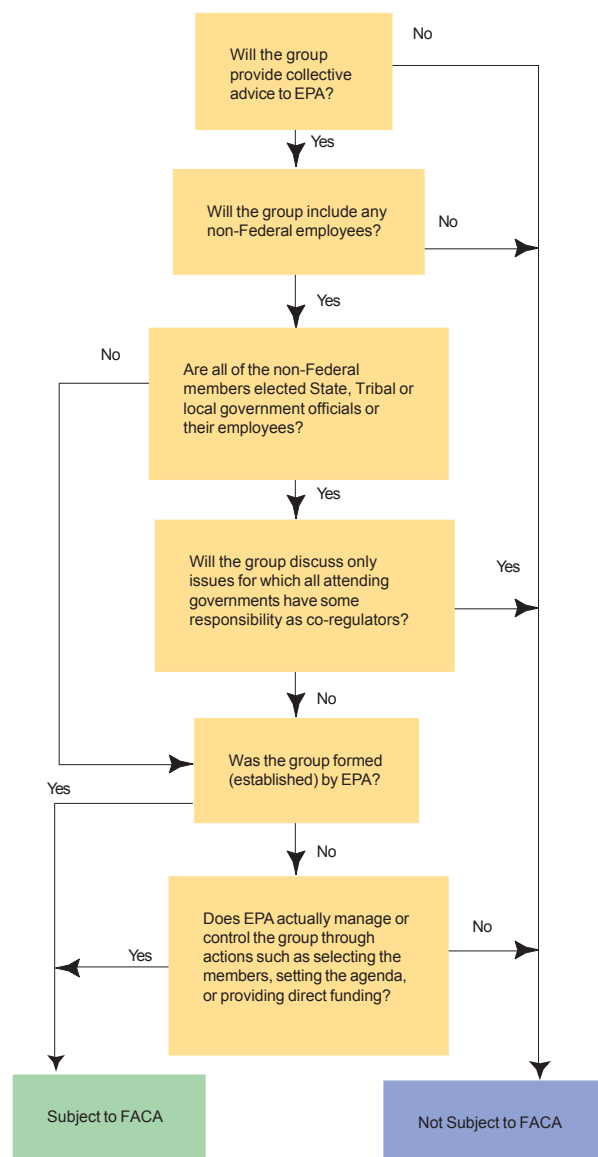 No
Will the group
provide collective
advice to EPA?
Yes
Will the group include any
non-Federal employees?
No
Yes
No
Are all of the non-Federal
members elected State, Tribal or
local government officials or
their employees?
Yes
Will the group discuss only
issues for which all attending
governments have some
responsibility as co-regulators?
Yes
No
Was the group formed
(established) by EPA?
Yes
No
Does EPA actually manage or
control the group through
actions such as selecting the
members, setting the agenda,
or providing direct funding?
No
Yes
Subject to FACA
Not Subject to FACA